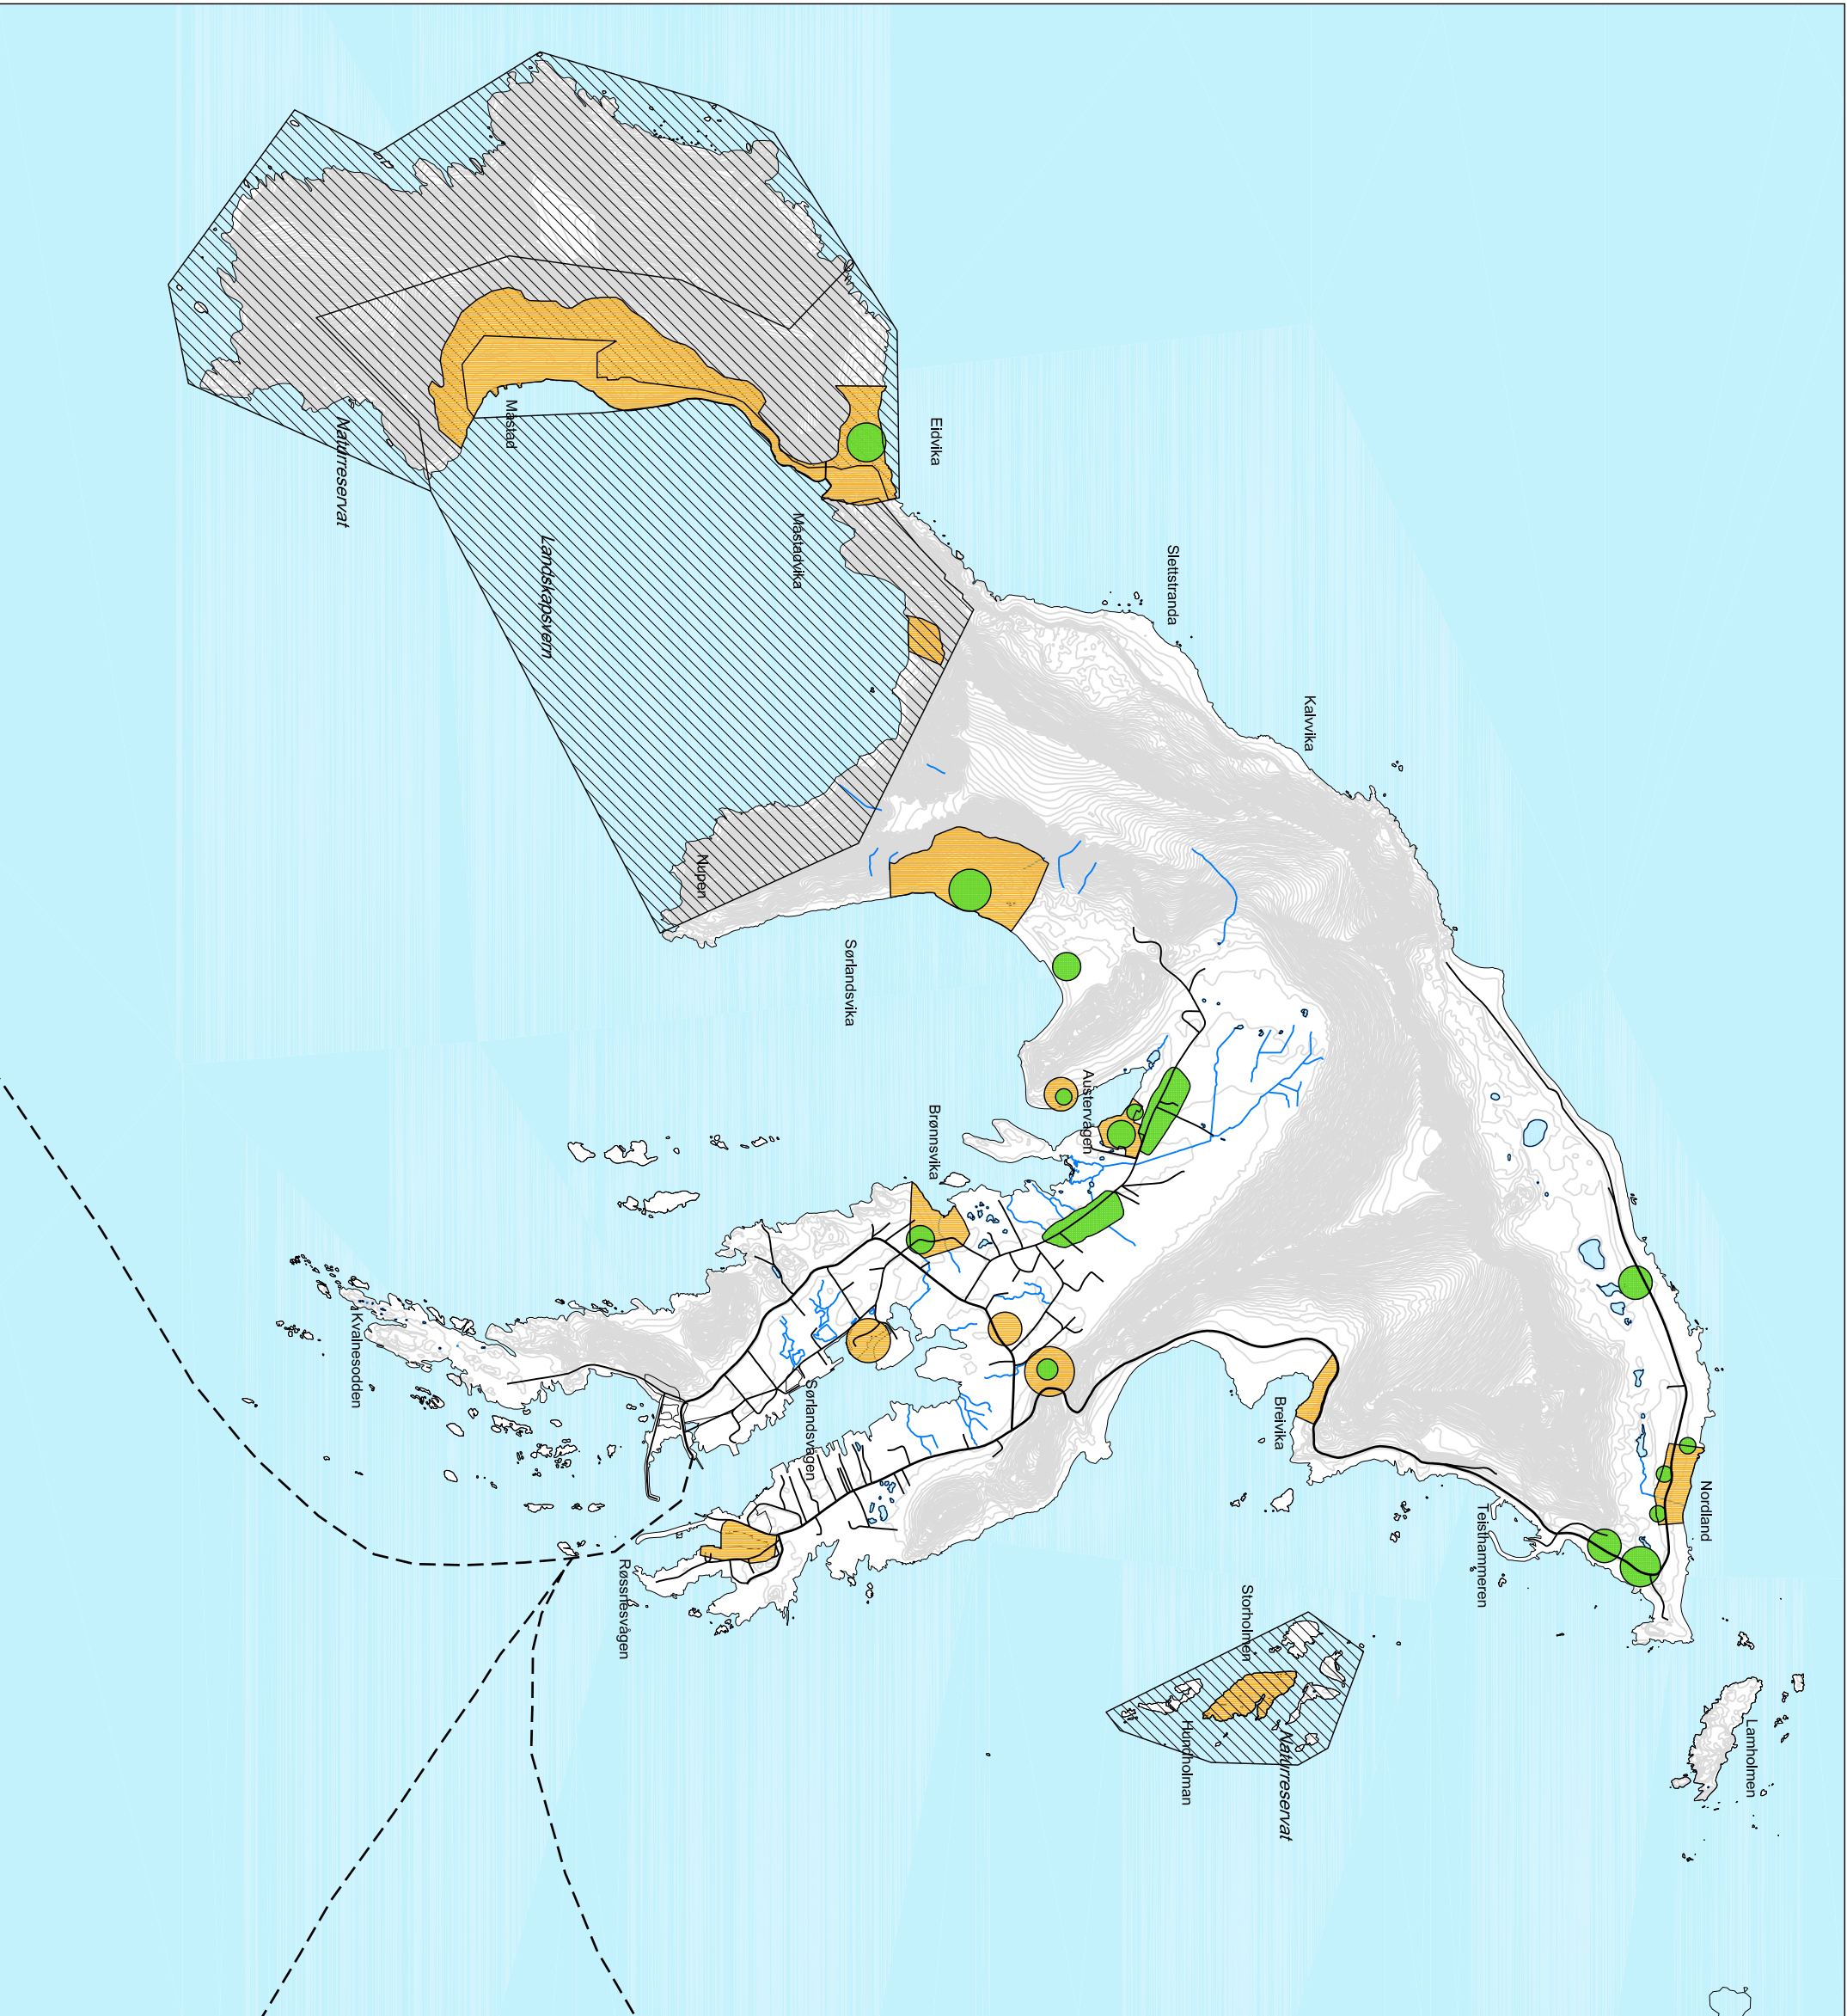 Lamholmen
Nordland
Teisthammeren
Kalvvika
Naturreservat
Breivika
Storholmen
Hundholman
Slettstranda
Austervågen
Eidvika
Brønnsvika
Sørlandsvika
Sørlandsvågen
Måstadvika
Nupen
Røssnesvågen
Landskapsvern
Måstad
Kvalnesodden
Naturreservat